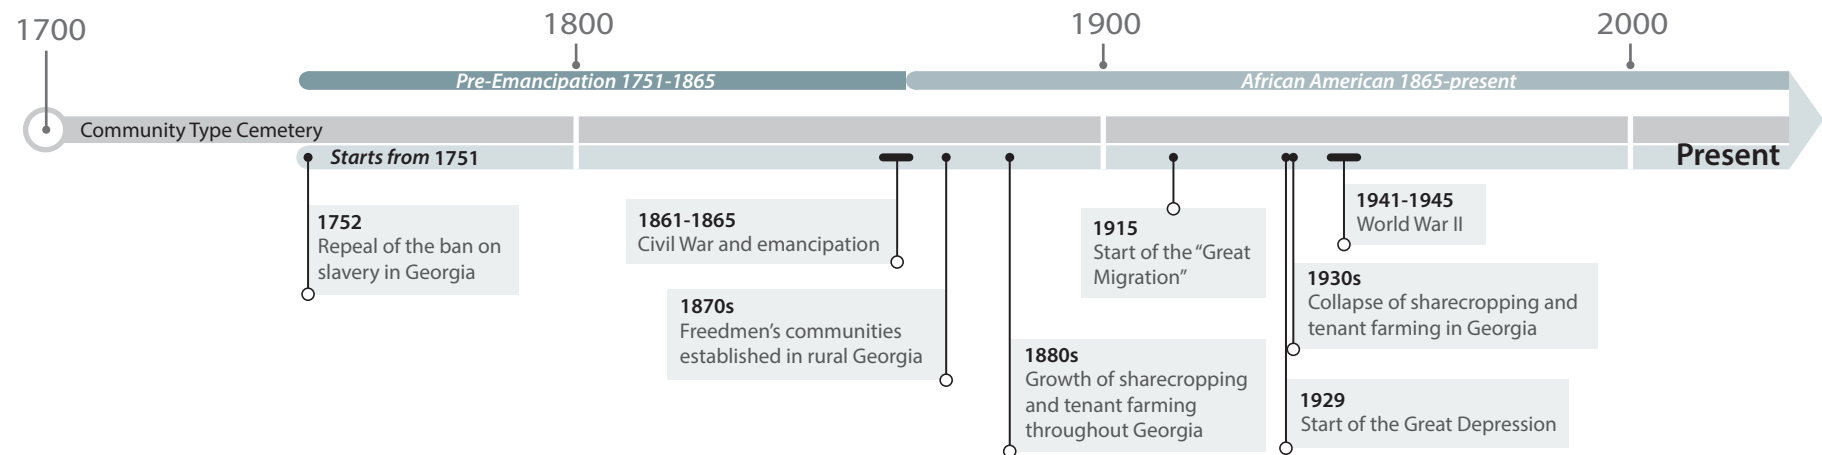 1700
1800
1900
2000
Pre-Emancipation 1751-1865
African American 1865-present
Community Type Cemetery
Starts from 1751
Present
1752
Repeal of the ban on
slavery in Georgia
1861-1865
Civil War and emancipation
1870s
Freedmen’s communities
established in rural Georgia
1880s
Growth of sharecropping
and tenant farming
throughout Georgia
1915
Start of the “Great
Migration”
1941-1945
World War II
1930s
Collapse of sharecropping and
tenant farming in Georgia
1929
Start of the Great Depression